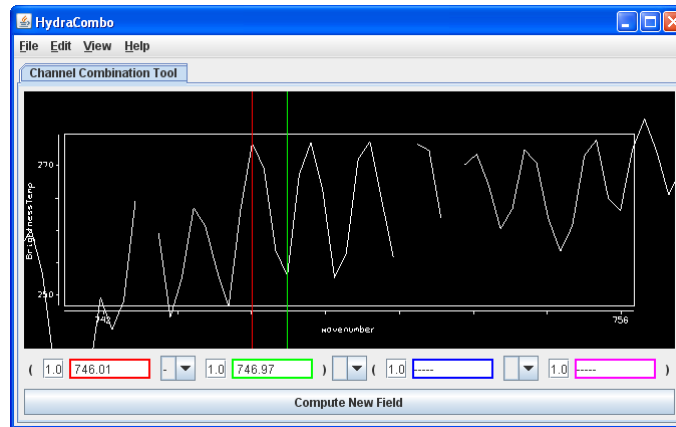 HydraCombo
File Edit View Help
Channel Combination Tool
270
BrightnessTemp
250
742 756
Wavenumber
( 1.0 746.01 - 1.0 746.97 ) ( 1.0 ----- 1.0 ----- )
Compute New Field